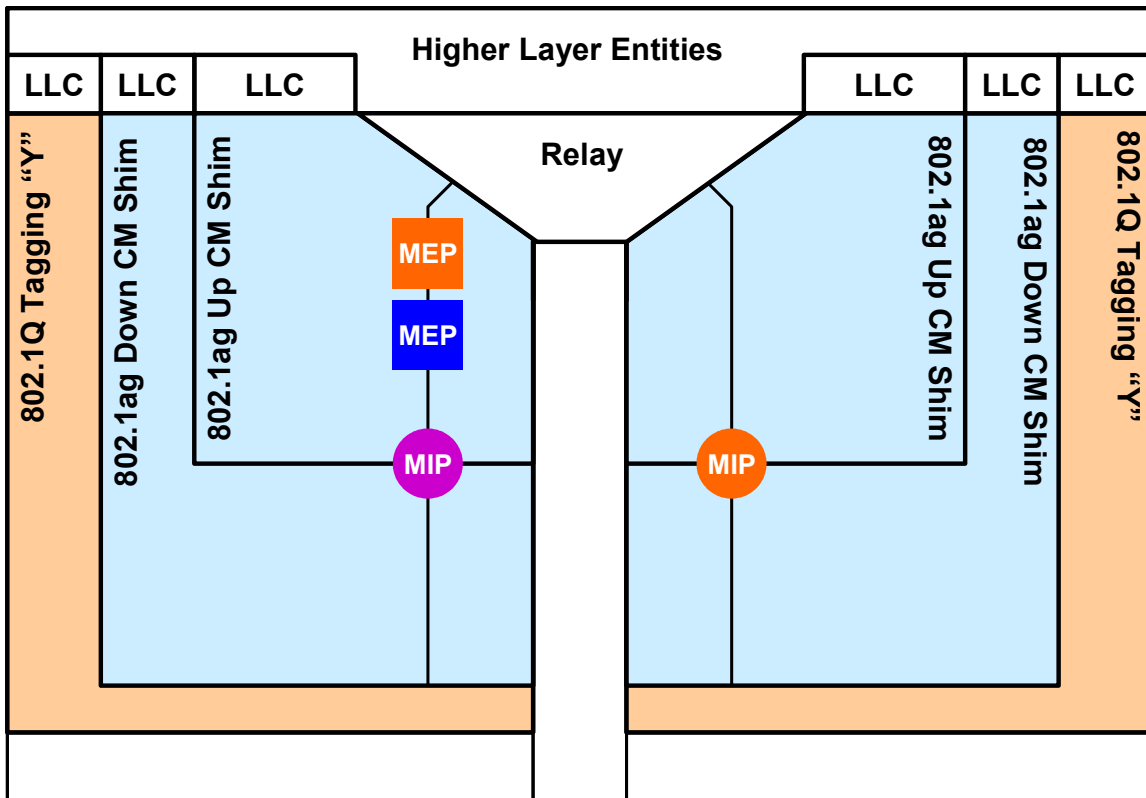 Higher Layer Entities
LLC
LLC
LLC
LLC
LLC
LLC
Relay
802.1Q Tagging “Y”
802.1ag Down CM Shim
802.1ag Up CM Shim
MEP
MEP
MIP
MIP
802.1ag Up CM Shim
802.1ag Down CM Shim
802.1Q Tagging “Y”